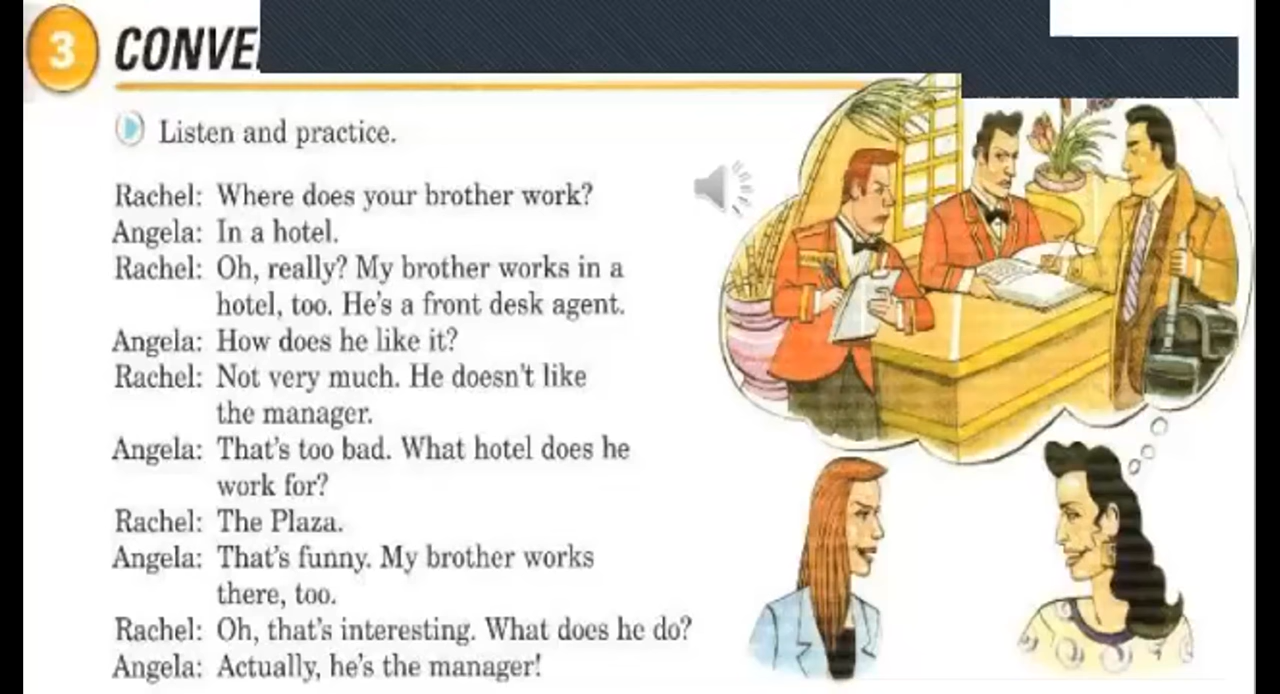 3 CONVE
Listen and practice.
Rachel: Where does your brother work?
Angela: In a hotel.
Rachel: Oh, really? My brother works in a
hotel, too. He's a front desk agent.
Angela: How does he like it?
Rachel: Not very much. He doesn't like
the manager.
Angela: That's too bad. What hotel does he
work for?
Rachel: The Plaza.
Angela: That's funny. My brother works
there, too.
Rachel: Oh, that's interesting. What does he do?
Angela: Actually, he's the manager!